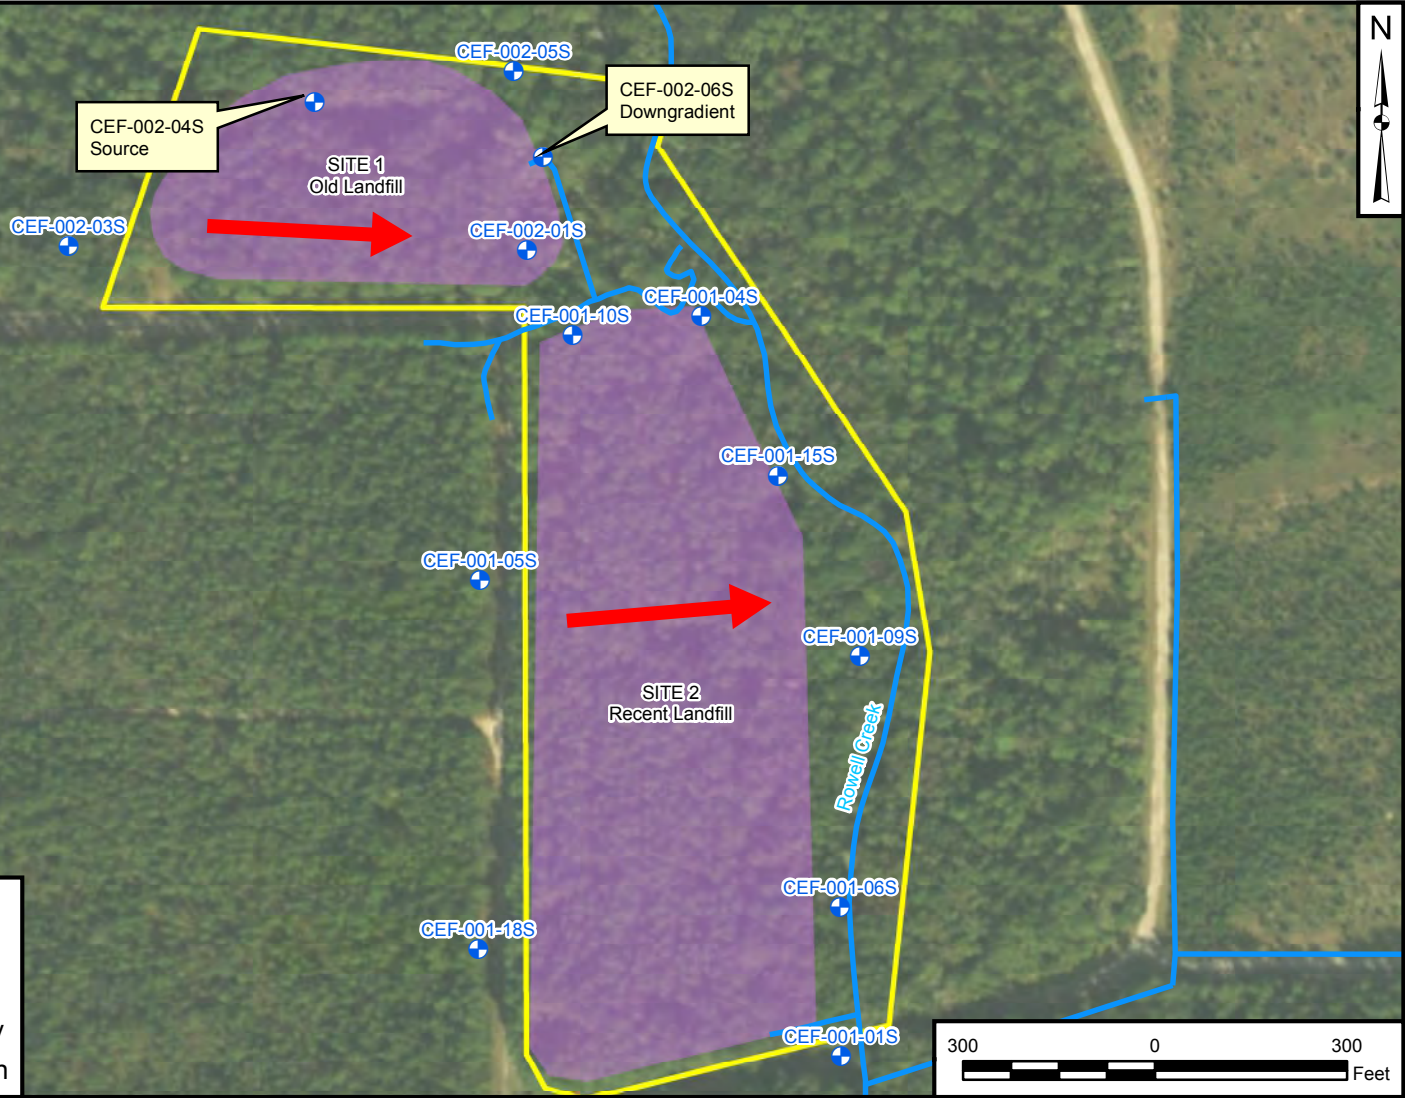 N
CEF-002-05S
CEF-002-06S
Downgradient
CEF-002-04S
Source
SITE 1
Old Landfill
CEF-002-03S
CEF-002-01S
CEF-001-04S
CEF-001-10S
CEF-001-15S
CEF-001-05S
CEF-001-09S
SITE 2
Recent Landfill
Rowell Creek
CEF-001-06S
CEF-001-18S
CEF-001-01S
300 0 300
Feet